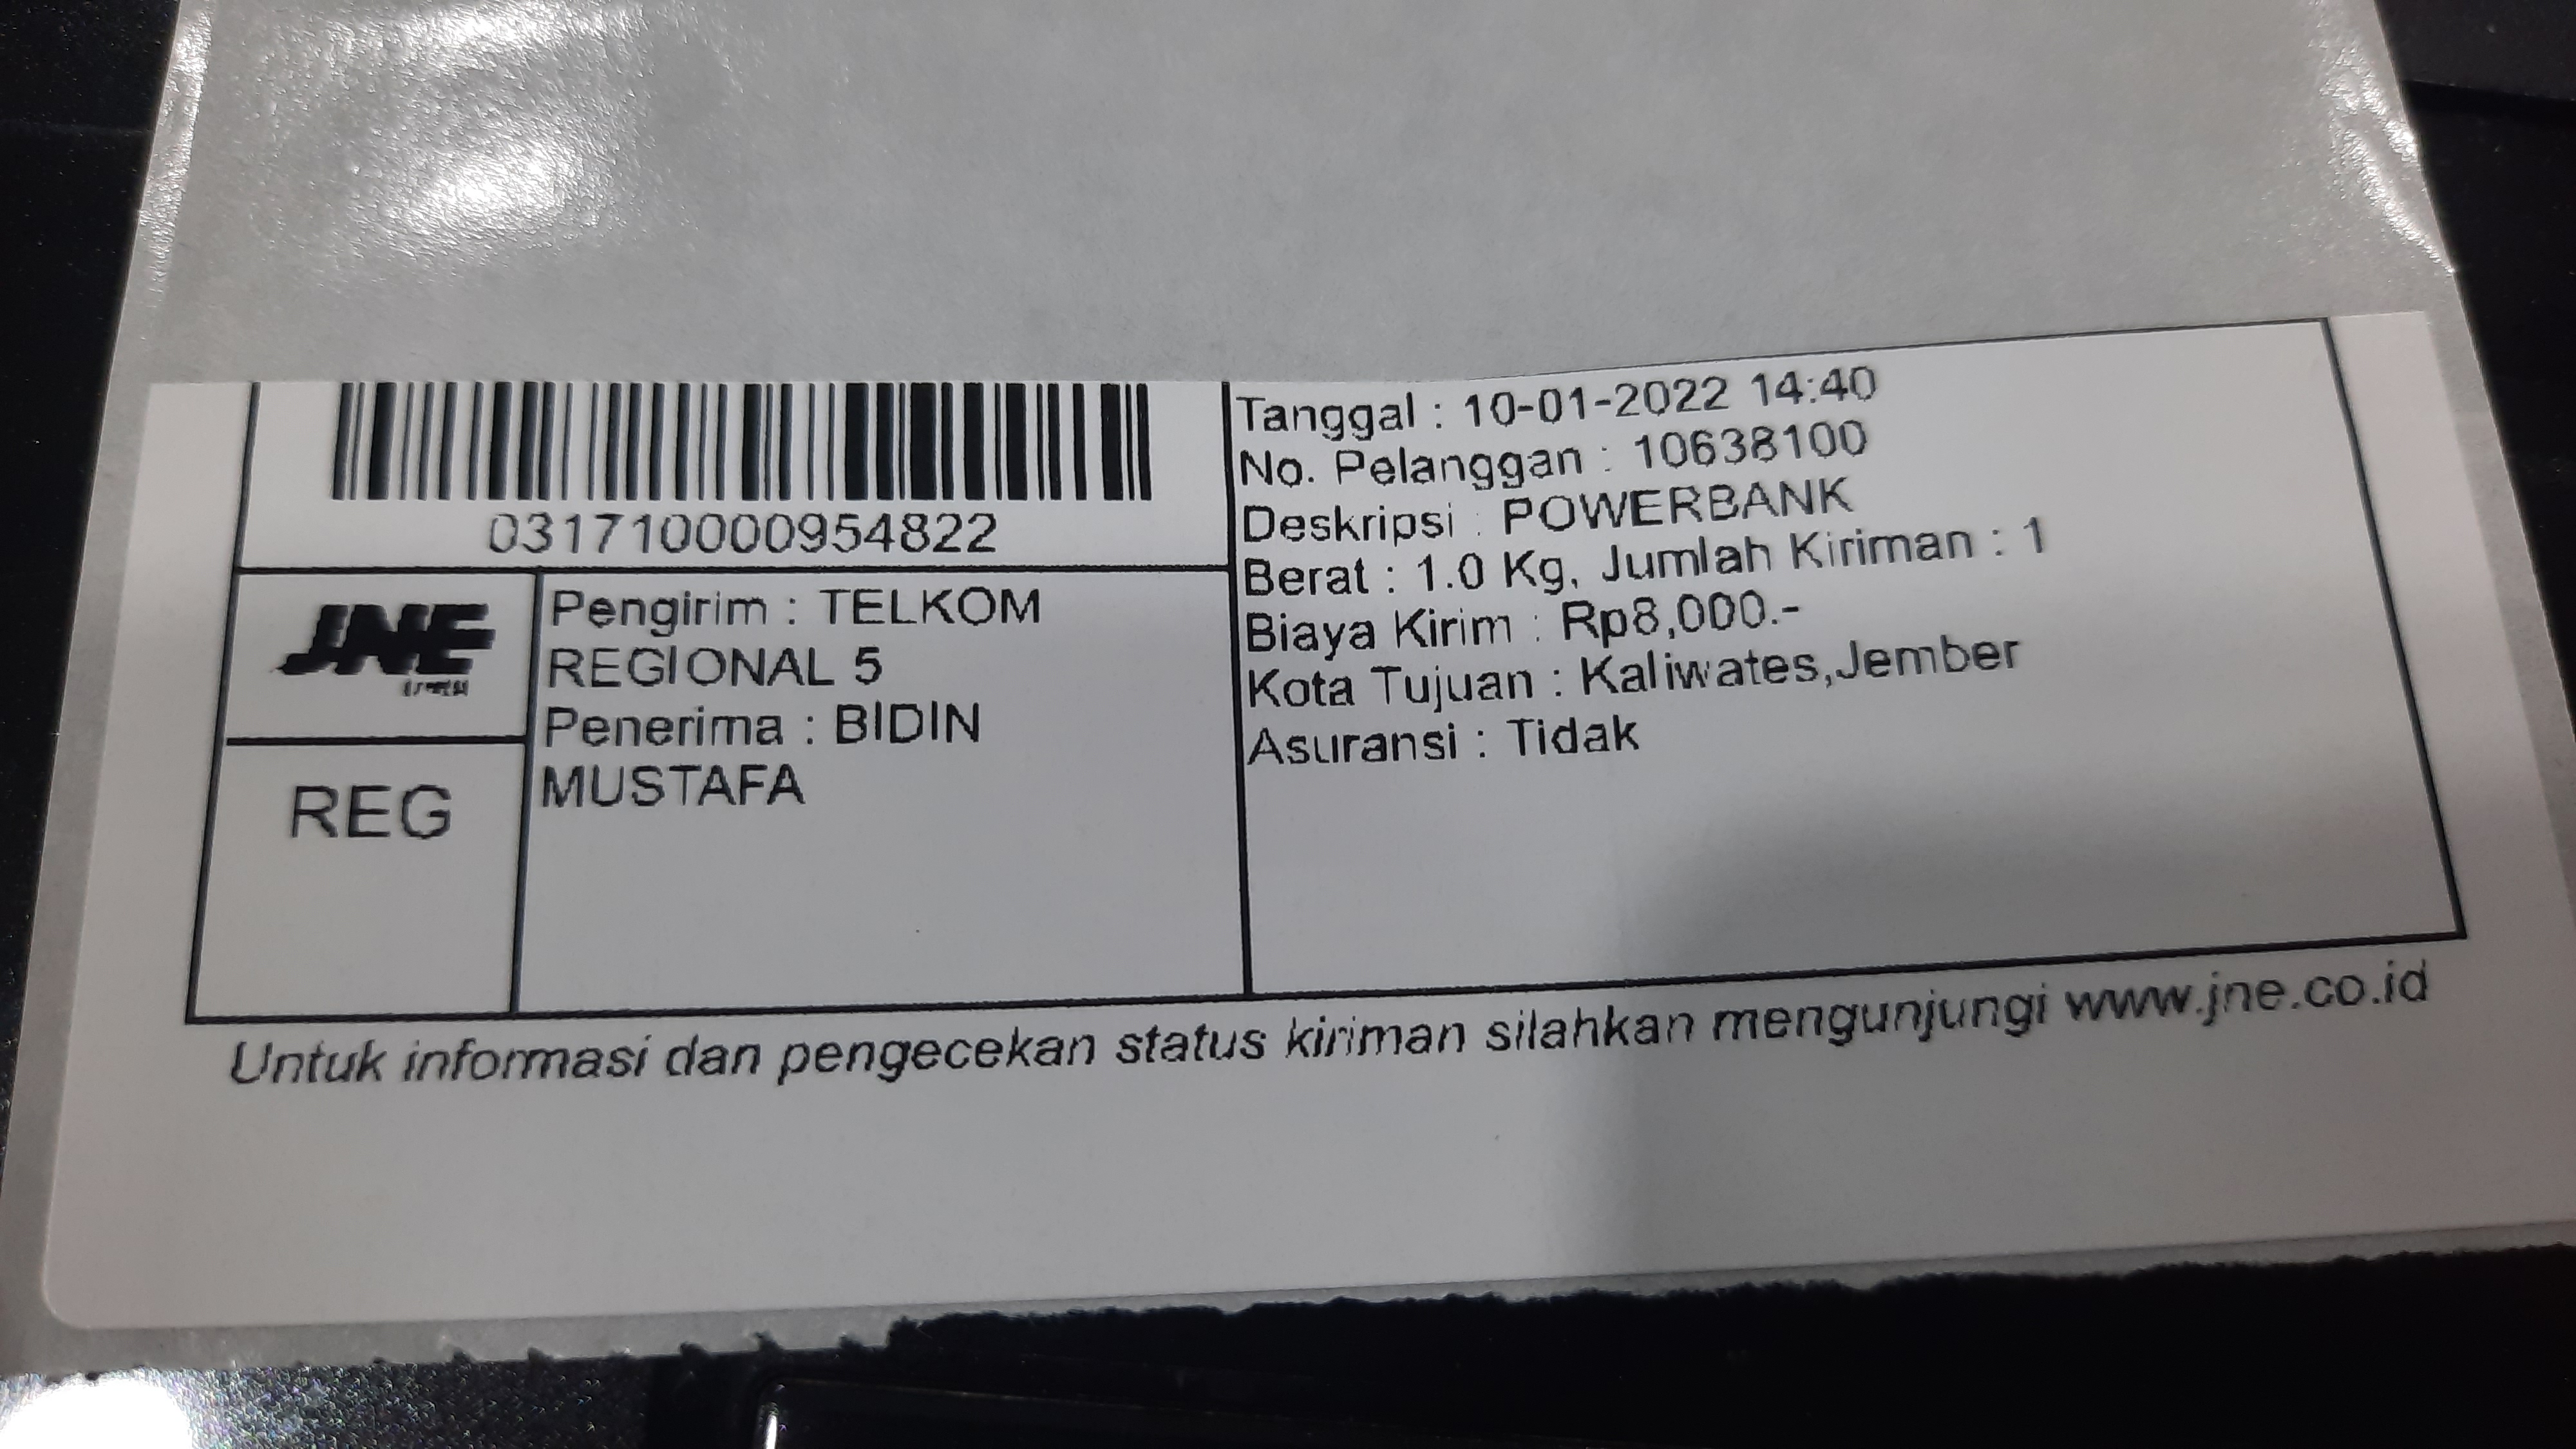 0317100009954822
JNE
REG
Pengirim : TELKOM
REGIONAL 5
Penerima : BIDIN
MUSTAFA
Tanggal : 10-01-2022 14:40
No. Pelanggan : 10638100
Deskripsi : POWERBANK
Berat : 1.0 Kg, Jumlah Kiriman : 1
Biaya Kirim : Rp8,000.-
Kota Tujuan : Kaliwates,Jember
Asuransi : Tidak
Untuk informasi dan pengecekan status kiriman silahkan mengunjungi www.jne.co.id